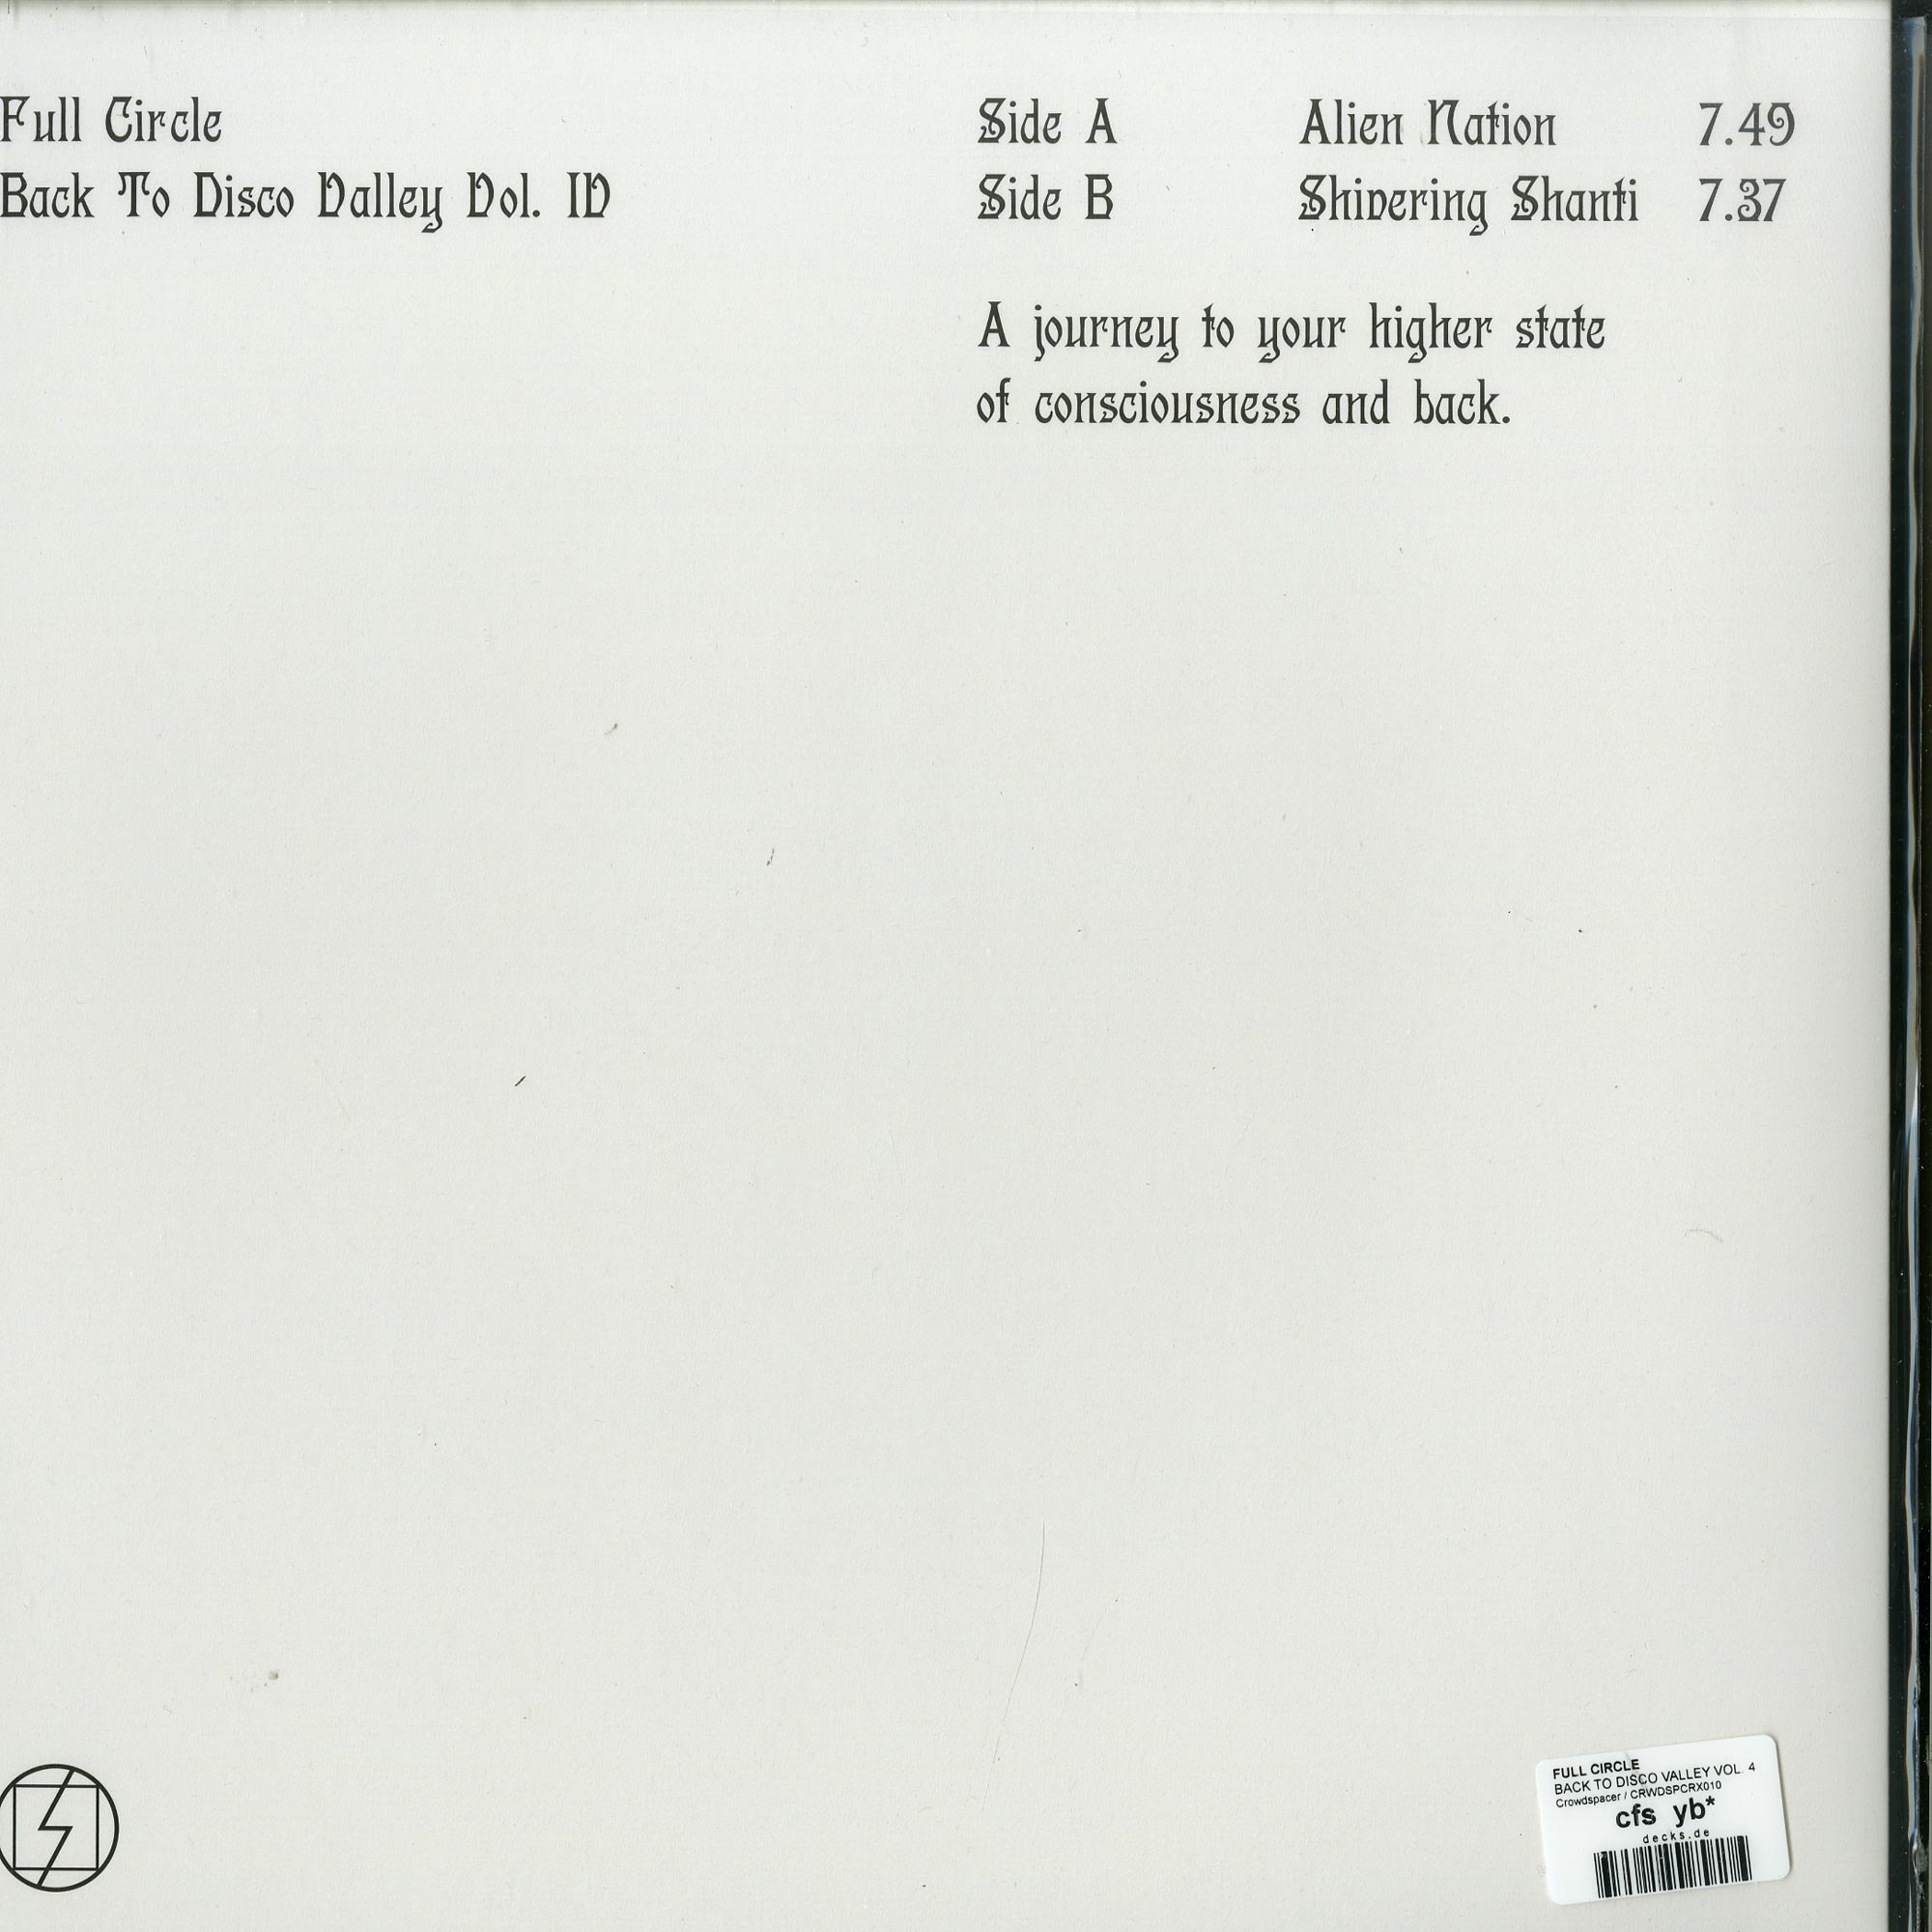 Full Circle
Back To Disco Valley Vol. IV
Side A Alien Nation 7.49
Side B Shivering Shanti 7.37
A journey to your higher state
of consciousness and back.
FULL CIRCLE
BACK TO DISCO VALLEY VOL. 4
Crowdspacer / CRWDSPCRX010
cfs yb*
decks.de